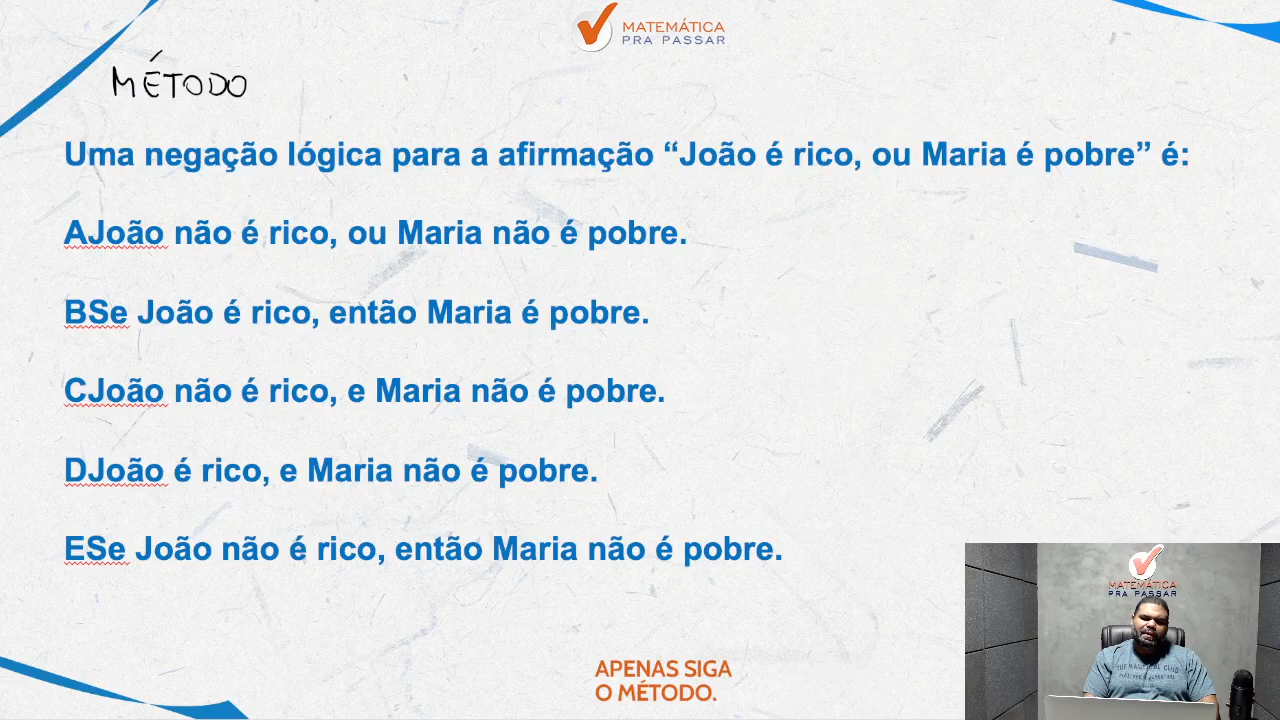 MATEMÁTICA
PRA PASSAR
MÉTODO
Uma negação lógica para a afirmação “João é rico, ou Maria é pobre” é:
AJoão não é rico, ou Maria não é pobre.
BSe João é rico, então Maria é pobre.
CJoão não é rico, e Maria não é pobre.
DJoão é rico, e Maria não é pobre.
ESe João não é rico, então Maria não é pobre.
MATEMÁTICA
PRA PASSAR
APENAS SIGA
O MÉTODO.